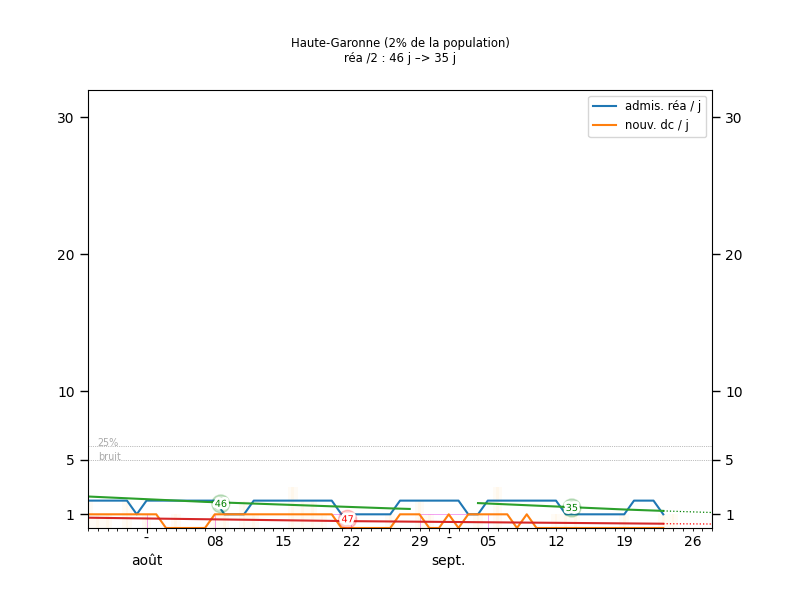 Haute-Garonne (2% de la population)
réa /2 : 46 j –> 35 j
admis. réa / j
nouv. dc / j
30 30
20 20
10 10
25%
5 bruit 5
46 35
1 47 1
- 08 15 22 29 - 05 12 19 26
août sept.